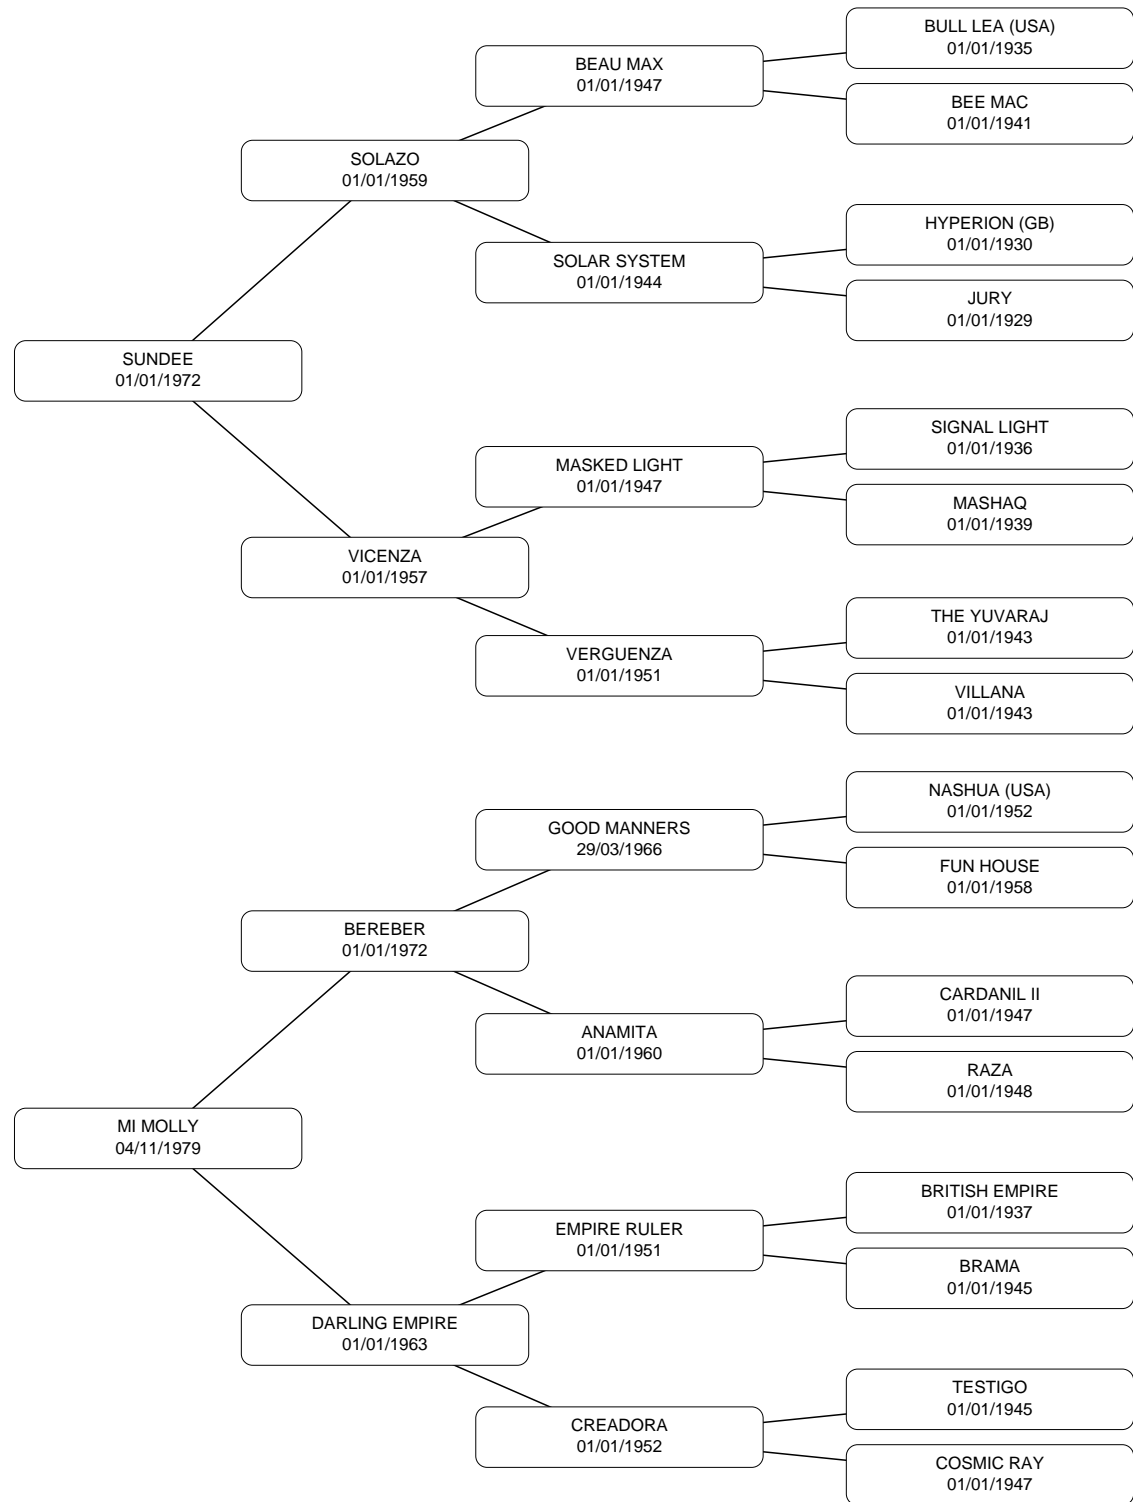 BULL LEA (USA)
01/01/1935
BEAU MAX
01/01/1947
BEE MAC
01/01/1941
SOLAZO
01/01/1959
HYPERION (GB)
01/01/1930
SOLAR SYSTEM
01/01/1944
JURY
01/01/1929
SUNDEE
01/01/1972
SIGNAL LIGHT
01/01/1936
MASKED LIGHT
01/01/1947
MASHAQ
01/01/1939
VICENZA
01/01/1957
THE YUVARAJ
01/01/1943
VERGUENZA
01/01/1951
VILLANA
01/01/1943
NASHUA (USA)
01/01/1952
GOOD MANNERS
29/03/1966
FUN HOUSE
01/01/1958
BEREBER
01/01/1972
CARDANIL II
01/01/1947
ANAMITA
01/01/1960
RAZA
01/01/1948
MI MOLLY
04/11/1979
BRITISH EMPIRE
01/01/1937
EMPIRE RULER
01/01/1951
BRAMA
01/01/1945
DARLING EMPIRE
01/01/1963
TESTIGO
01/01/1945
CREADORA
01/01/1952
COSMIC RAY
01/01/1947